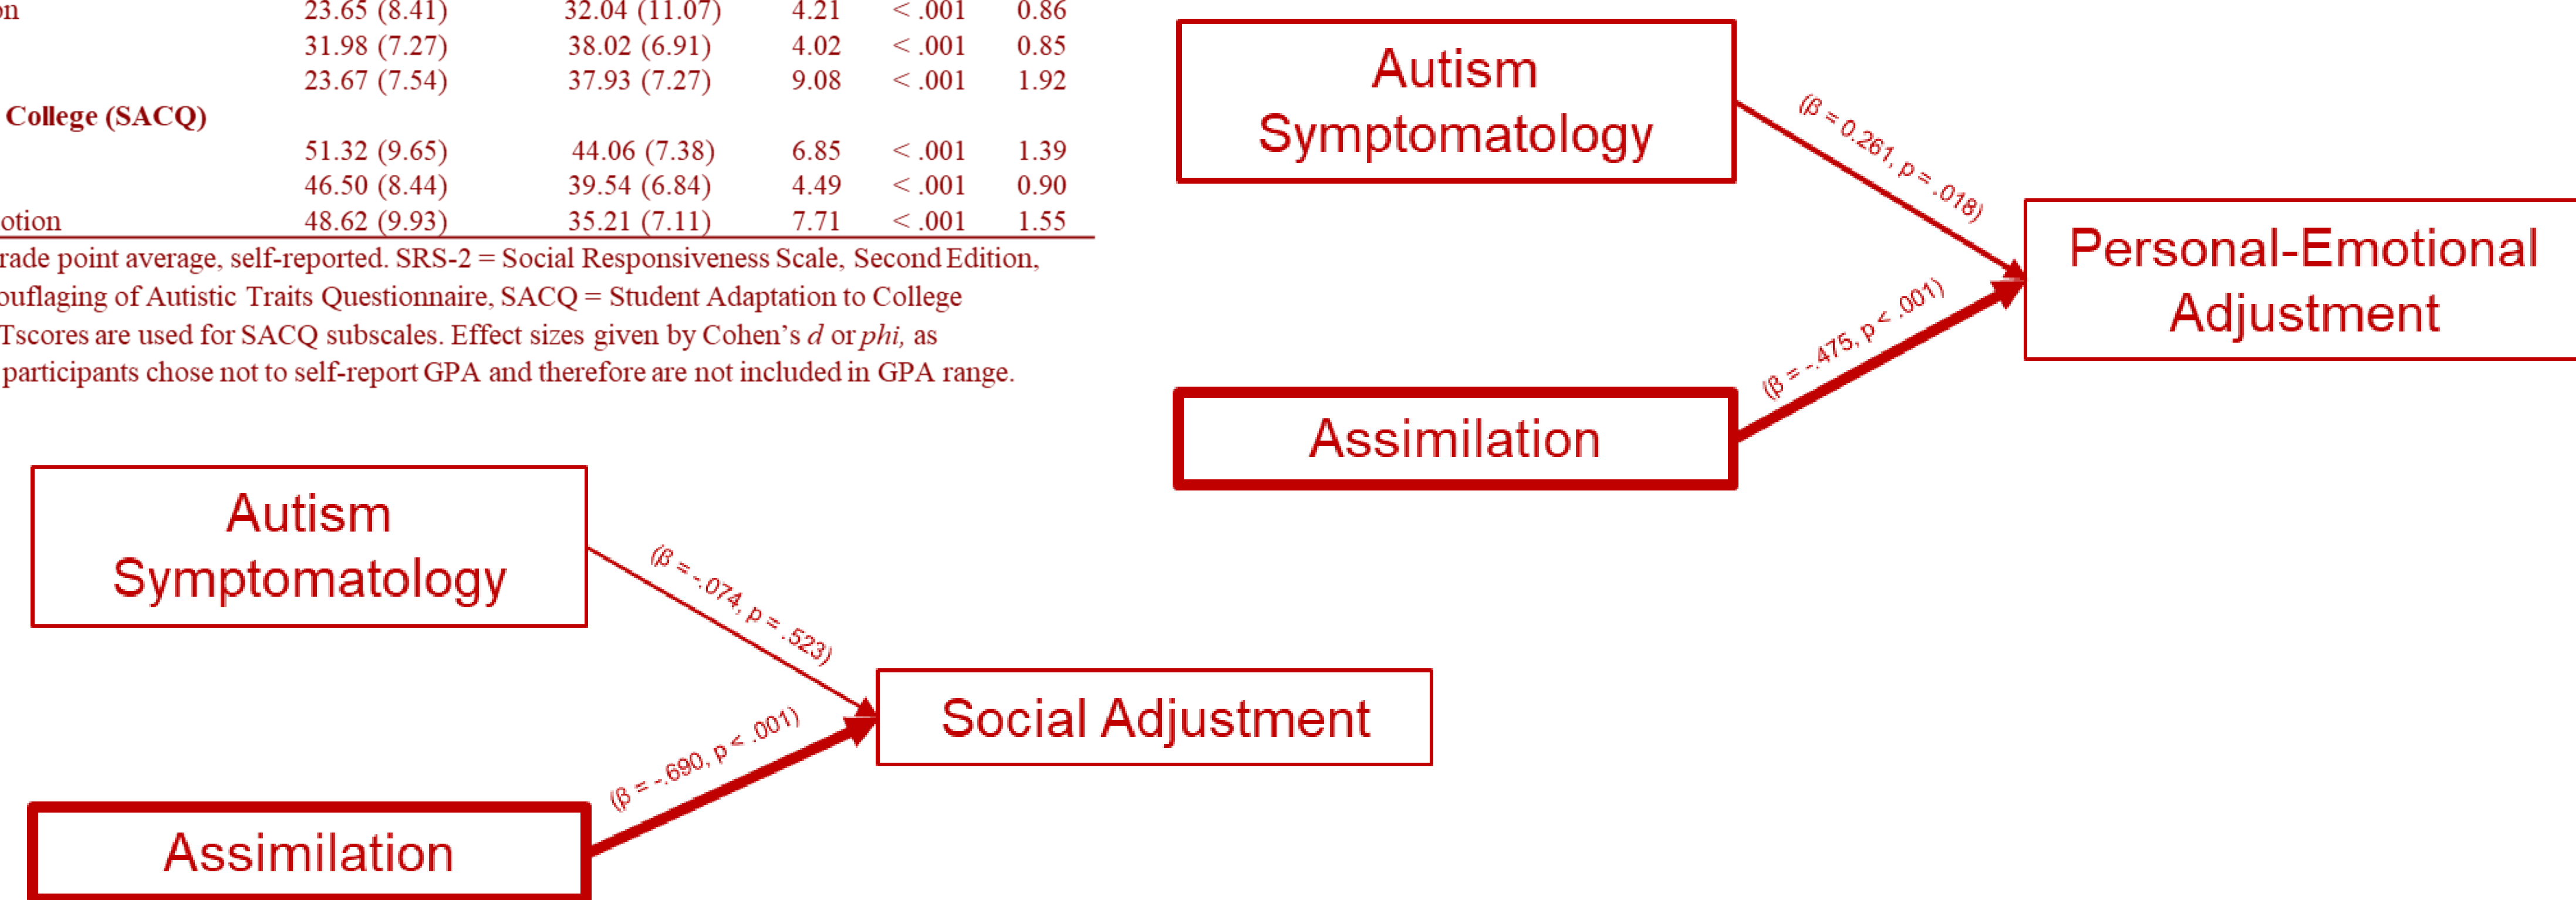 on 23.65 (8.41) 32.04 (11.07) 4.21 < .001 0.86
31.98 (7.27) 38.02 (6.91) 4.02 < .001 0.85
23.67 (7.54) 37.93 (7.27) 9.08 < .001 1.92
College (SACQ)
51.32 (9.65) 44.06 (7.38) 6.85 < .001 1.39
46.50 (8.44) 39.54 (6.84) 4.49 < .001 0.90
otion 48.62 (9.93) 35.21 (7.11) 7.71 < .001 1.55
rade point average, self-reported. SRS-2 = Social Responsiveness Scale, Second Edition,
ouflaging of Autistic Traits Questionnaire, SACQ = Student Adaptation to College
Tscores are used for SACQ subscales. Effect sizes given by Cohen's d or phi, as
participants chose not to self-report GPA and therefore are not included in GPA range.
Autism
Symptomatology
(β = 0.261, p = .018)
Personal-Emotional
Adjustment
(β = -.475, p < .001)
Assimilation
Autism
Symptomatology
(β = -.074, p = .523)
Social Adjustment
(β = -.690, p < .001)
Assimilation